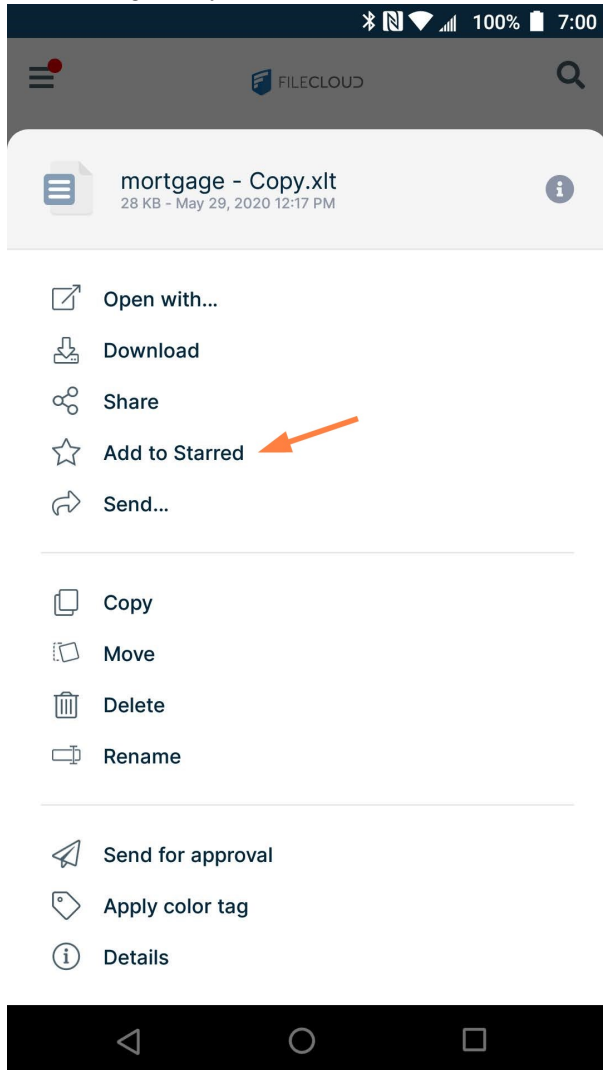 100% 7:00
FILECLOUD
mortgage - Copy.xlt
28 KB - May 29, 2020 12:17 PM
Open with...
Download
Share
Add to Starred
Send...
Copy
Move
Delete
Rename
Send for approval
Apply color tag
Details